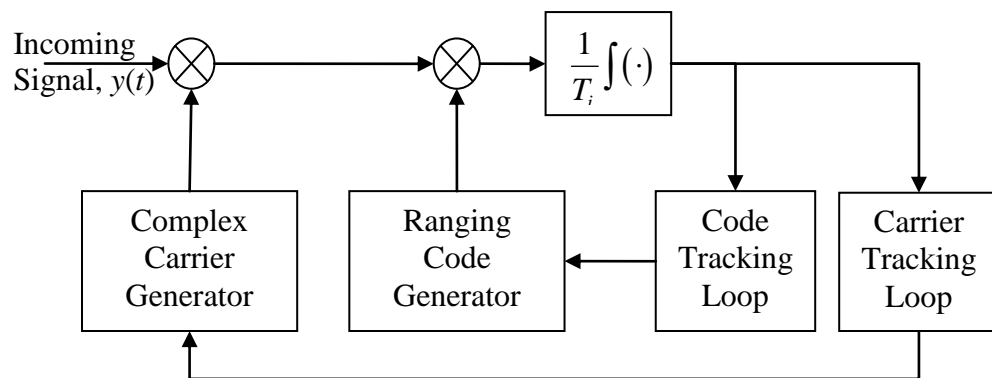 Incoming
Signal, y(t)
1/T_i ∫(·)
Complex
Carrier
Generator
Ranging
Code
Generator
Code
Tracking
Loop
Carrier
Tracking
Loop